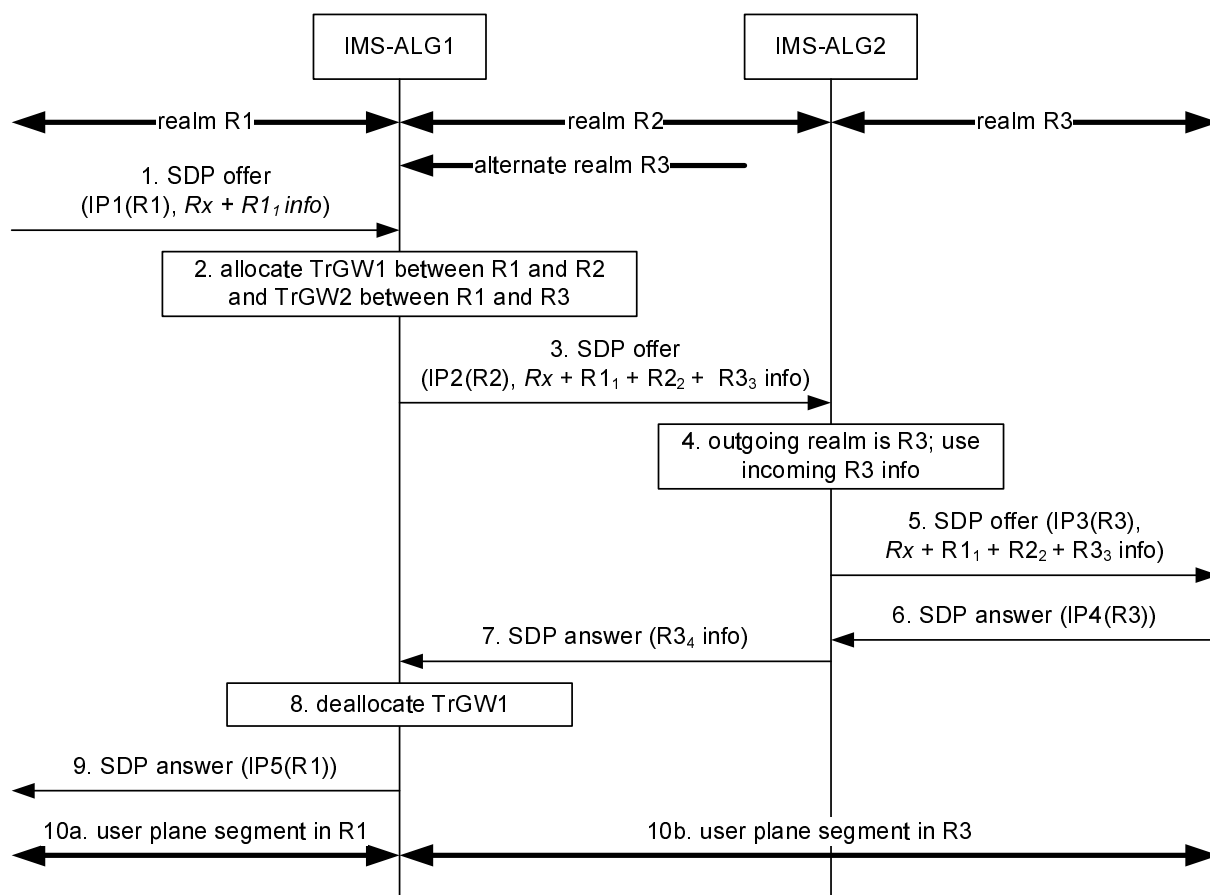 IMS-ALG1
IMS-ALG2
realm R1
realm R2
realm R3
alternate realm R3
1. SDP offer
(IP1(R1), Rx + R1₁ info)
2. allocate TrGW1 between R1 and R2
and TrGW2 between R1 and R3
3. SDP offer
(IP2(R2), Rx + R1₁ + R2₂ + R3₃ info)
4. outgoing realm is R3; use
incoming R3 info
5. SDP offer (IP3(R3),
Rx + R1₁ + R2₂ + R3₃ info)
6. SDP answer (IP4(R3))
7. SDP answer (R3₄ info)
8. deallocate TrGW1
9. SDP answer (IP5(R1))
10a. user plane segment in R1
10b. user plane segment in R3